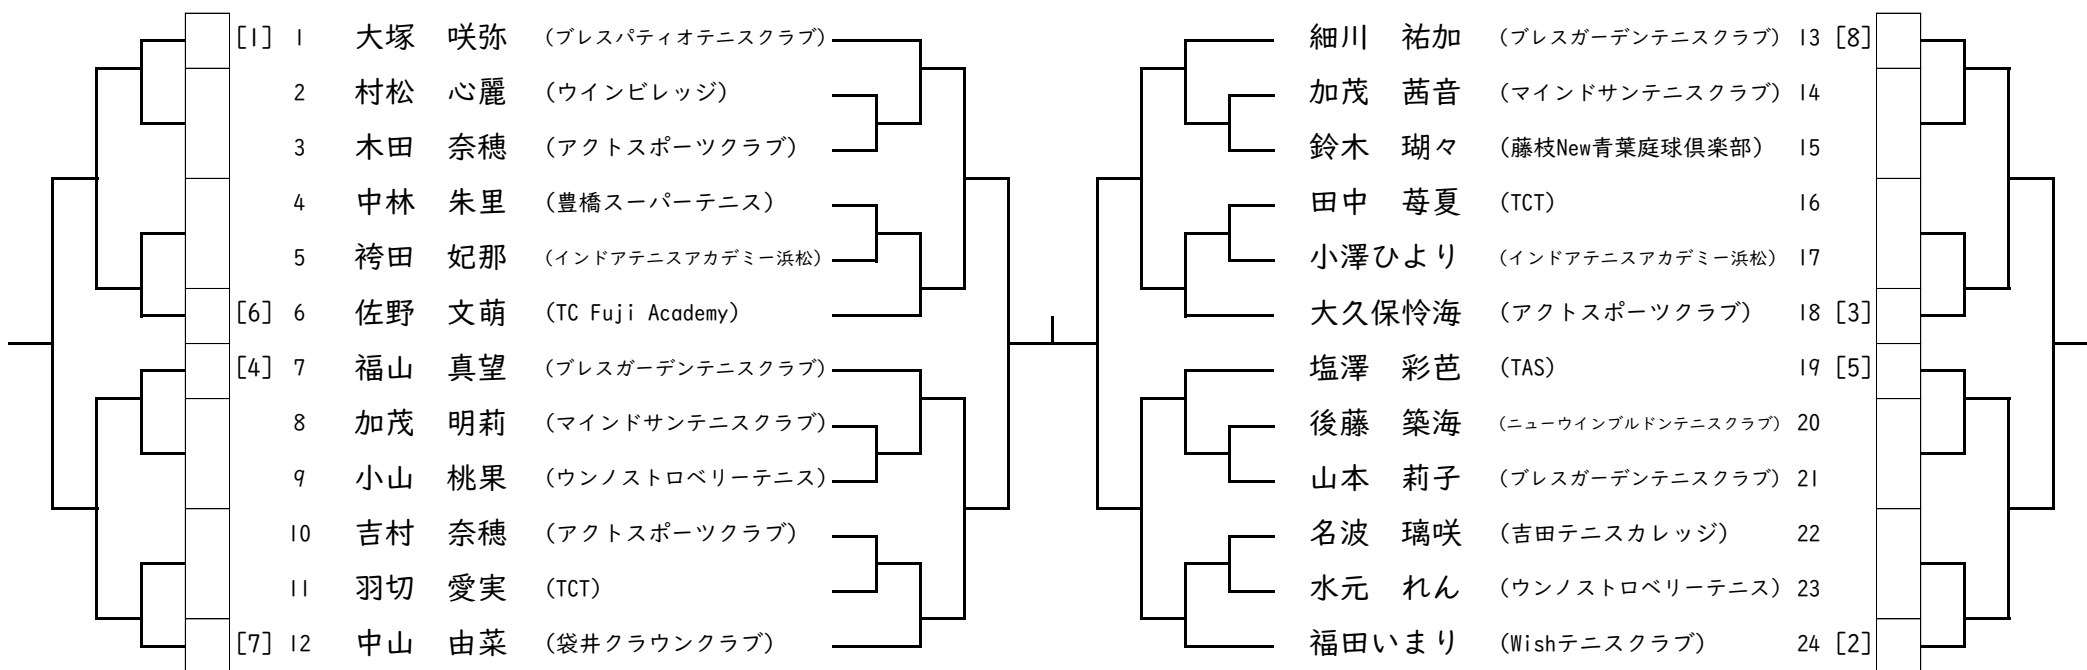 [1] 1 大塚 咲弥 (ブレスパティオテニスクラブ)
2 村松 心麗 (ウインビレッジ)
3 木田 奈穂 (アクトスポーツクラブ)
4 中林 朱里 (豊橋スーパーテニス)
5 袴田 妃那 (インドアテニスアカデミー浜松)
[6] 6 佐野 文萌 (TC Fuji Academy)
[4] 7 福山 真望 (ブレスガーデンテニスクラブ)
8 加茂 明莉 (マインドサンテニスクラブ)
9 小山 桃果 (ウンノストロベリーテニス)
10 吉村 奈穂 (アクトスポーツクラブ)
11 羽切 愛実 (TCT)
[7] 12 中山 由菜 (袋井クラウンクラブ)
細川 祐加 (ブレスガーデンテニスクラブ) 13 [8]
加茂 茜音 (マインドサンテニスクラブ) 14
鈴木 瑚々 (藤枝New青葉庭球倶楽部) 15
田中 苺夏 (TCT) 16
小澤ひより (インドアテニスアカデミー浜松) 17
大久保怜海 (アクトスポーツクラブ) 18 [3]
塩澤 彩芭 (TAS) 19 [5]
後藤 築海 (ニューウインブルドンテニスクラブ) 20
山本 莉子 (ブレスガーデンテニスクラブ) 21
名波 璃咲 (吉田テニスカレッジ) 22
水元 れん (ウンノストロベリーテニス) 23
福田いまり (Wishテニスクラブ) 24 [2]